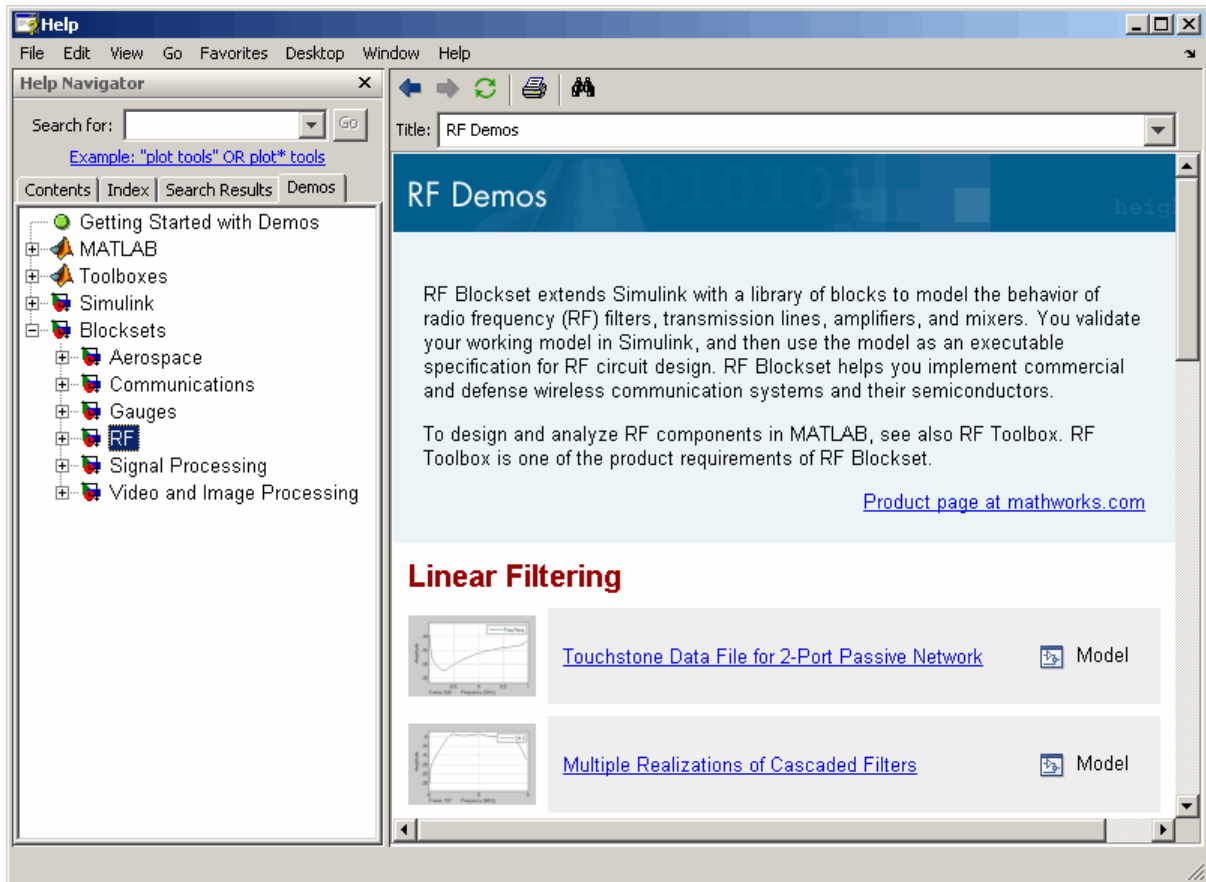 Help
File Edit View Go Favorites Desktop Window Help
Help Navigator
Search for:
Go
Example: "plot tools" OR plot* tools
Contents Index Search Results Demos
Getting Started with Demos
MATLAB
Toolboxes
Simulink
Blocksets
Aerospace
Communications
Gauges
RF
Signal Processing
Video and Image Processing
Title: RF Demos
RF Demos
1010101
heig
RF Blockset extends Simulink with a library of blocks to model the behavior of
radio frequency (RF) filters, transmission lines, amplifiers, and mixers. You validate
your working model in Simulink, and then use the model as an executable
specification for RF circuit design. RF Blockset helps you implement commercial
and defense wireless communication systems and their semiconductors.
To design and analyze RF components in MATLAB, see also RF Toolbox. RF
Toolbox is one of the product requirements of RF Blockset.
Product page at mathworks.com
Linear Filtering
Touchstone Data File for 2-Port Passive Network
Model
Multiple Realizations of Cascaded Filters
Model